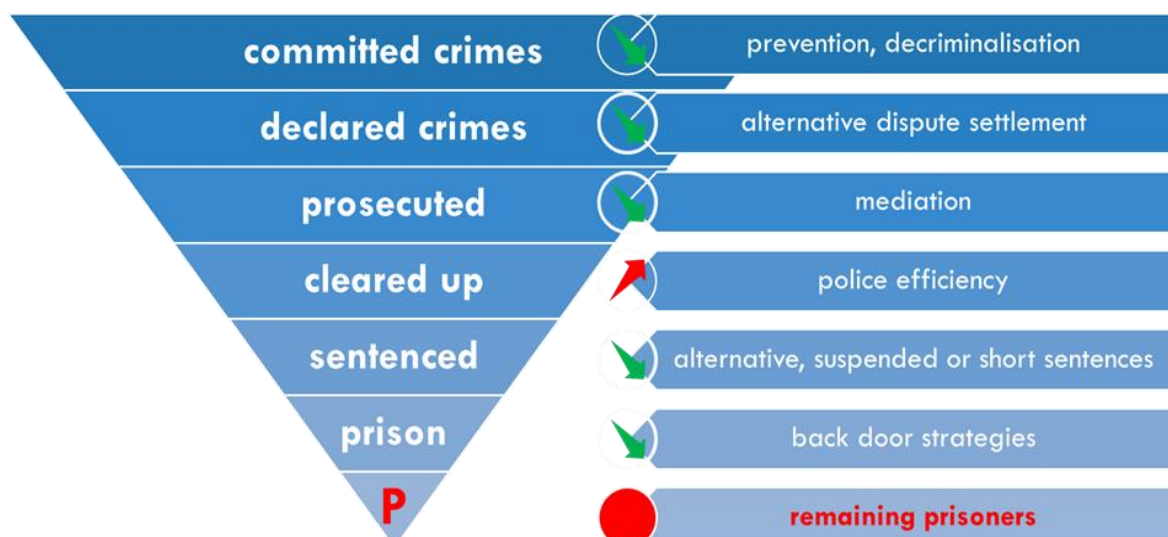 committed crimes
prevention, decriminalisation
declared crimes
alternative dispute settlement
prosecuted
mediation
cleared up
police efficiency
sentenced
alternative, suspended or short sentences
prison
back door strategies
P
remaining prisoners